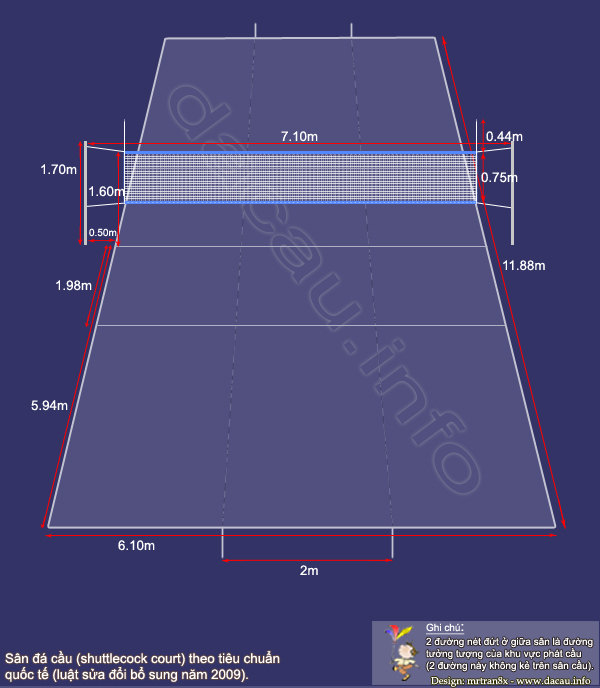 dacau.info
7.10m
0.44m
1.70m
1.60m
0.75m
0.50m
11.88m
1.98m
5.94m
6.10m
2m
Ghi chú:
2 đường nét đứt ở giữa sân là đường
tưởng tượng của khu vực phát cầu
(2 đường này không kẻ trên sân cầu).
Design: mrtran8x - www.dacau.info
Sân đá cầu (shuttlecock court) theo tiêu chuẩn
quốc tế (luật sửa đổi bổ sung năm 2009).